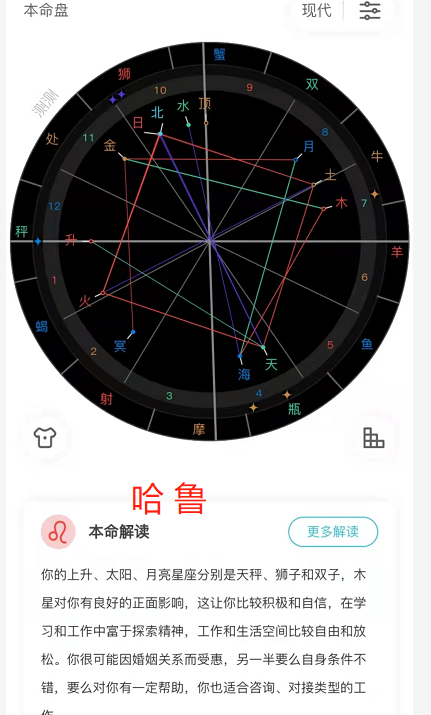 本命盘
现代
蟹
狮
双
10
9
水 顶
北
日
测测
8
处
11
金
月
牛
土
木
7
12
秤
升
羊
1
火
6
蝎
冥
2
5
鱼
天
海
射
3
4
瓶
摩
哈 鲁
本命解读
更多解读
你的上升、太阳、月亮星座分别是天秤、狮子和双子，木
星对你有良好的正面影响，这让你比较积极和自信，在学
习和工作中富于探索精神，工作和生活空间比较自由和放
松。你很可能因婚姻关系而受惠，另一半要么自身条件不
错，要么对你有一定帮助，你也适合咨询、对接类型的工